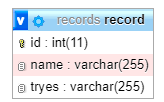 v records record
id : int(11)
name : varchar(255)
tryes : varchar(255)